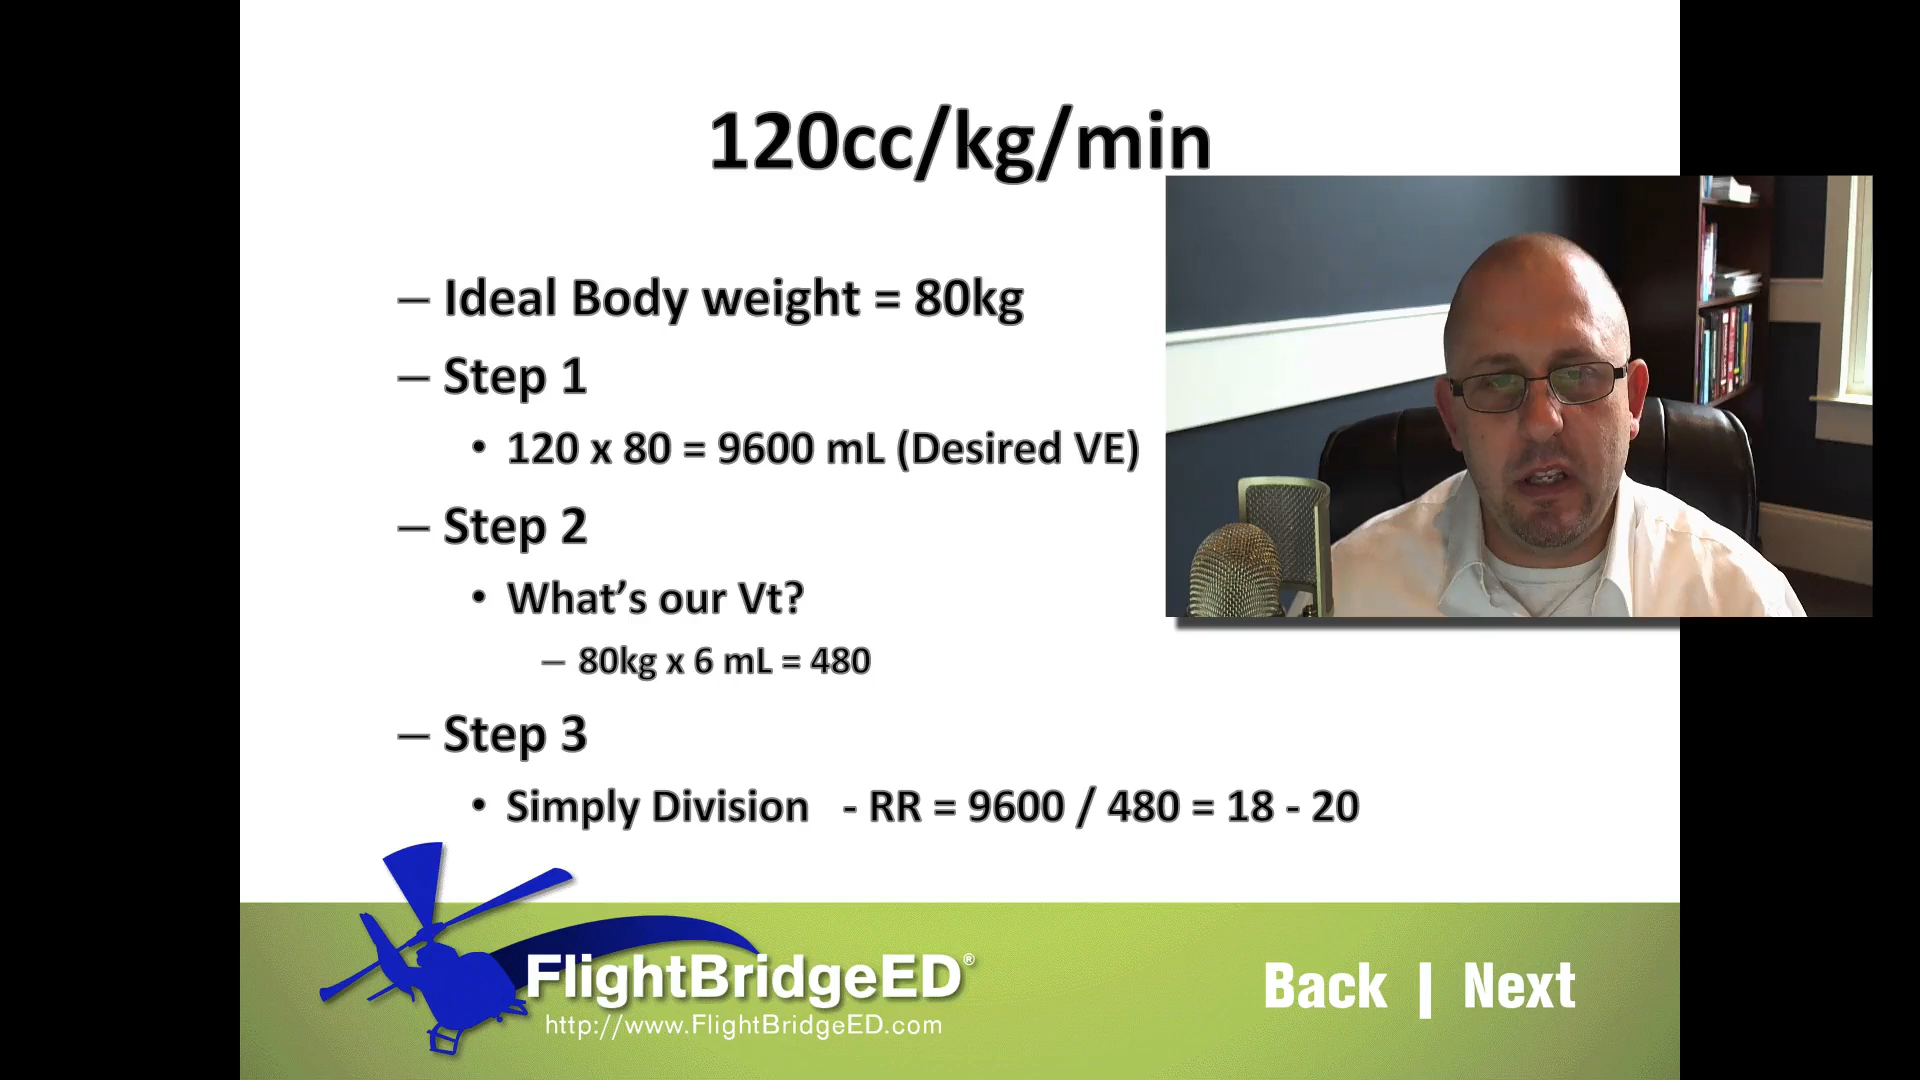 120cc/kg/min
– Ideal Body weight = 80kg
– Step 1
• 120 x 80 = 9600 mL (Desired VE)
– Step 2
• What’s our Vt?
– 80kg x 6 mL = 480
– Step 3
• Simply Division - RR = 9600 / 480 = 18 - 20
FlightBridgeED®
http://www.FlightBridgeED.com
Back | Next